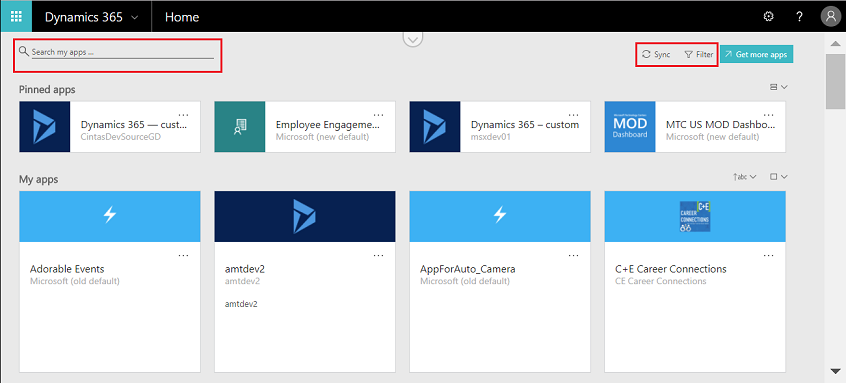 Dynamics 365 Home ?
Search my apps ... Sync Filter Get more apps
Pinned apps
Dynamics 365 — cust...
CintasDevSourceGD
Employee Engageme...
Microsoft (new default)
Dynamics 365 – custom
msxdev01
MOD
Dashboard
MTC US MOD Dashbo...
Microsoft (new default)
My apps
↑abc
Adorable Events
Microsoft (old default)
amtdev2
amtdev2
amtdev2
AppForAuto_Camera
Microsoft (old default)
C+E
CAREER
CONNECTIONS
C+E Career Connections
CE Career Connections